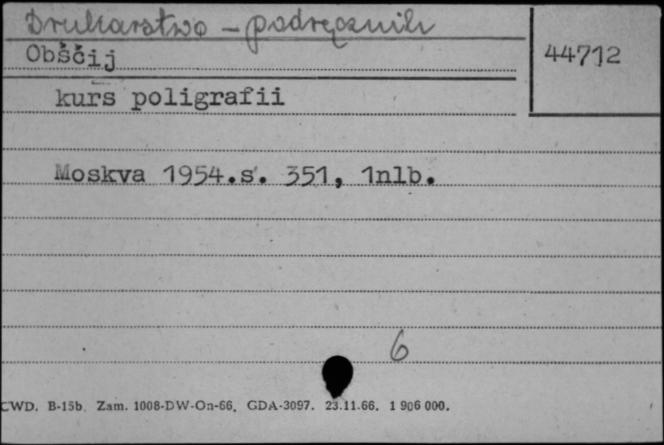 Drukarstwo - podręcznik
Obščij
44712
kurs poligrafii
Moskva 1954.s. 351, 1nlb.
6
CWD. B-15b. Zam. 1008-DW-On-66. GDA-3097. 23.11.66. 1 906 000.